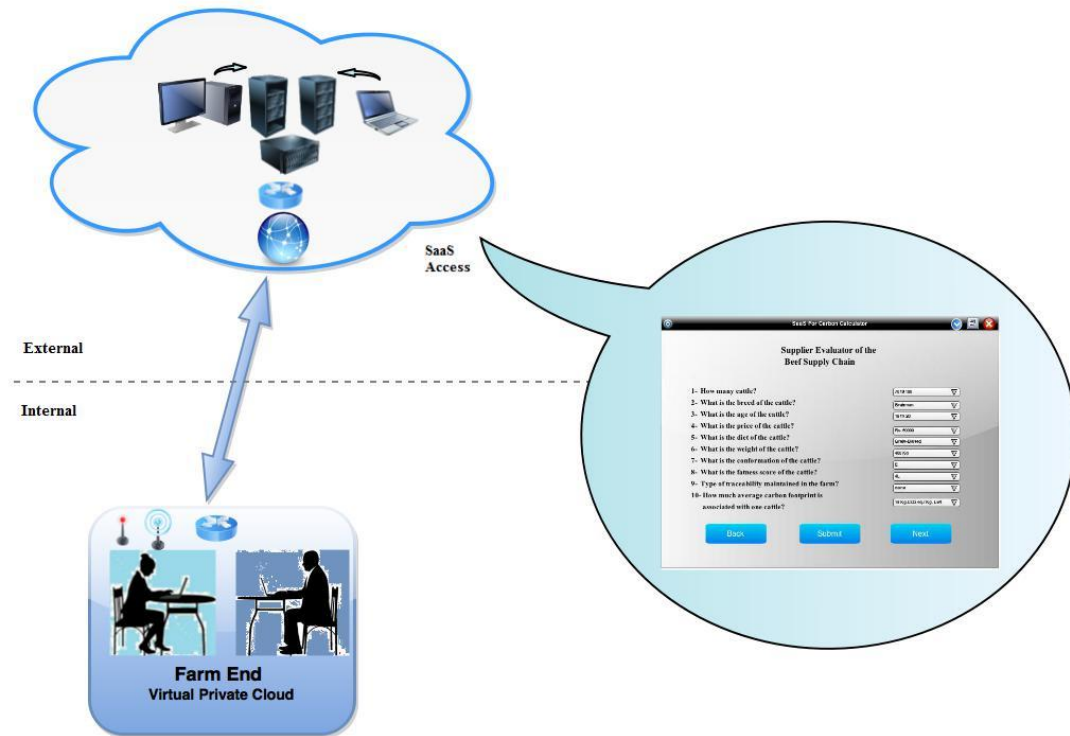 SaaS
Access
External
Internal
Farm End
Virtual Private Cloud
SaaS For Carbon Calculator
Supplier Evaluator of the
Beef Supply Chain
1- How many cattle?
2- What is the breed of the cattle?
3- What is the age of the cattle?
4- What is the price of the cattle?
5- What is the diet of the cattle?
6- What is the weight of the cattle?
7- What is the conformation of the cattle?
8- What is the fatness score of the cattle?
9- Type of traceability maintained in the farm?
10- How much average carbon footprint is
associated with one cattle?
Back
Submit
Next